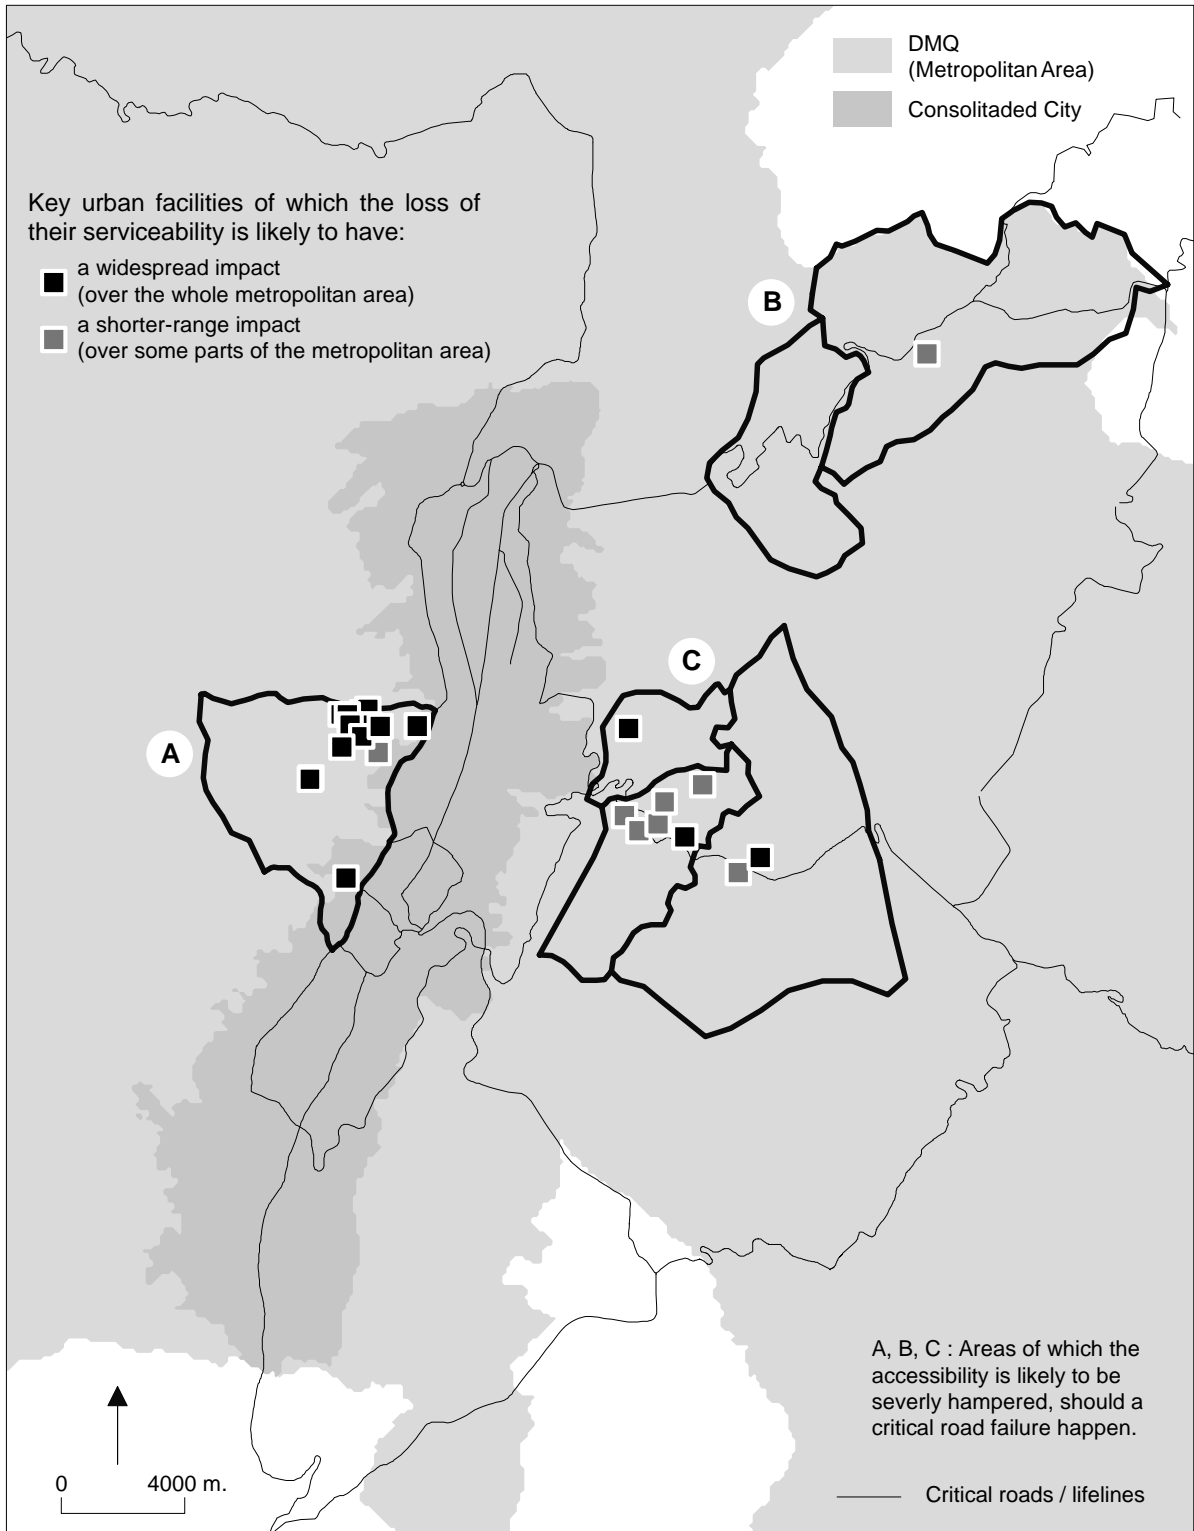 DMQ
(Metropolitan Area)
Consolitaded City
Key urban facilities of which the loss of
their serviceability is likely to have:
a widespread impact
(over the whole metropolitan area)
a shorter-range impact
(over some parts of the metropolitan area)
B
C
A
A, B, C : Areas of which the
accessibility is likely to be
severly hampered, should a
critical road failure happen.
0 4000 m.
Critical roads / lifelines